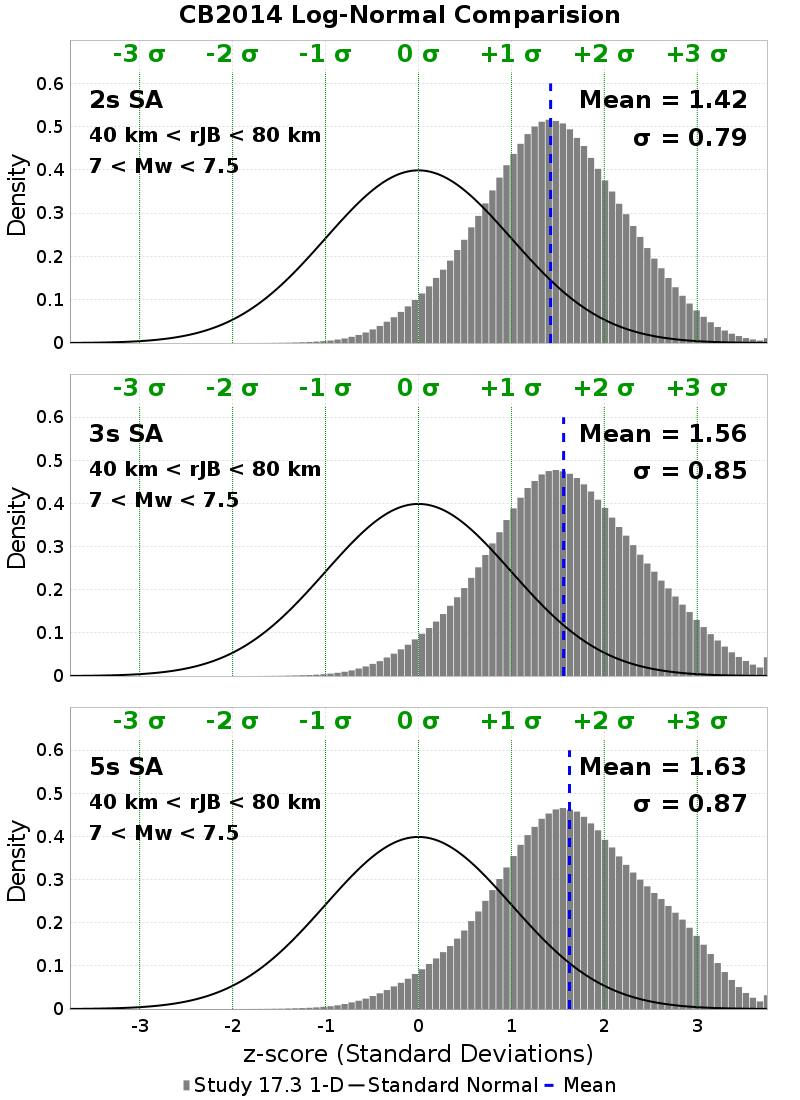 CB2014 Log-Normal Comparision
-3 σ -2 σ -1 σ 0 σ +1 σ +2 σ +3 σ
0.6
0.5
0.4
0.3
0.2
0.1
0
Density
2s SA
40 km < rJB < 80 km
7 < Mw < 7.5
Mean = 1.42
σ = 0.79
-3 σ -2 σ -1 σ 0 σ +1 σ +2 σ +3 σ
0.6
0.5
0.4
0.3
0.2
0.1
0
Density
3s SA
40 km < rJB < 80 km
7 < Mw < 7.5
Mean = 1.56
σ = 0.85
-3 σ -2 σ -1 σ 0 σ +1 σ +2 σ +3 σ
0.6
0.5
0.4
0.3
0.2
0.1
0
Density
5s SA
40 km < rJB < 80 km
7 < Mw < 7.5
Mean = 1.63
σ = 0.87
-3 -2 -1 0 1 2 3
z-score (Standard Deviations)
Study 17.3 1-D Standard Normal Mean